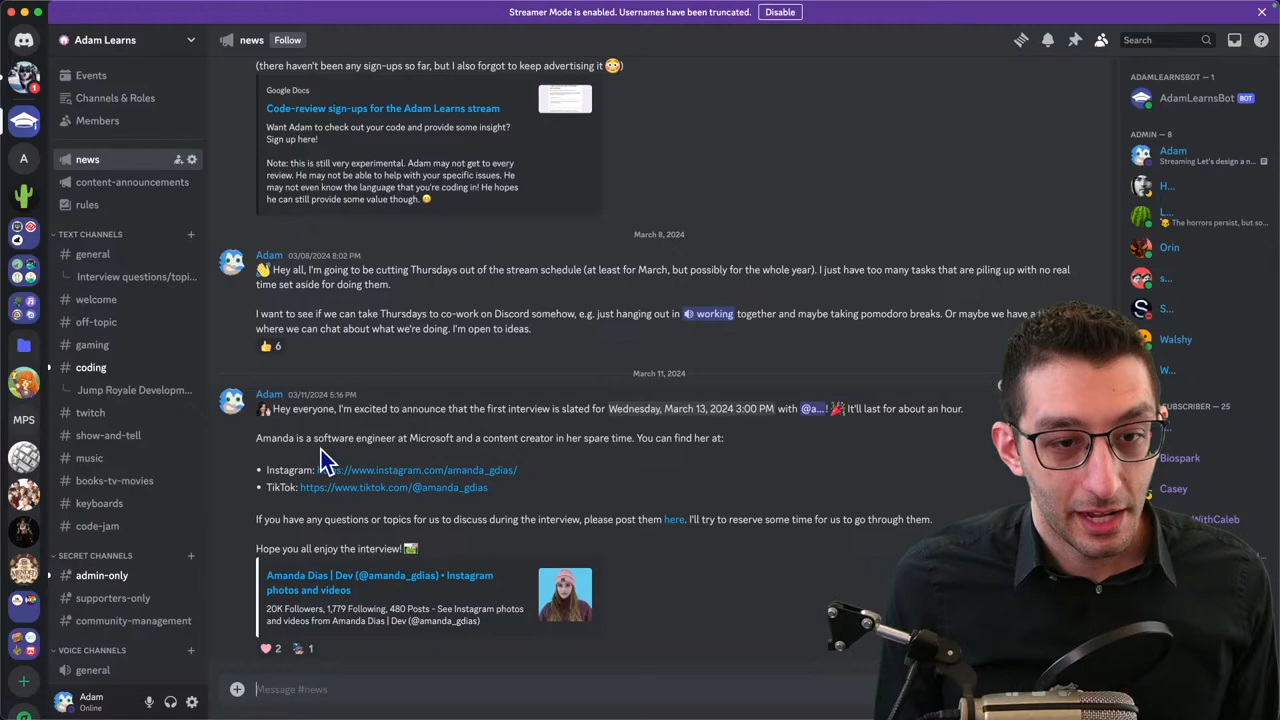 Streamer Mode is enabled. Usernames have been truncated. Disable
Adam Learns
news Follow
Search
Events
Channels & Roles
Members
news
content-announcements
rules
TEXT CHANNELS
general
Interview questions/topi...
welcome
off-topic
gaming
coding
Jump Royale Developm...
twitch
show-and-tell
music
books-tv-movies
keyboards
code-jam
SECRET CHANNELS
admin-only
supporters-only
community-management
VOICE CHANNELS
general
Adam
Online
1
A
MPS
(there haven't been any sign-ups so far, but I also forgot to keep advertising it 😳)
Google Docs
Code-review sign-ups for the Adam Learns stream
Want Adam to check out your code and provide some insight?
Sign up here!
Note: this is still very experimental. Adam may not get to every
review. He may not be able to help with your specific issues. He
may not even know the language that you're coding in! He hopes
he can still provide some value though. 🙂
March 8, 2024
Adam 03/08/2024 8:02 PM
👋 Hey all, I'm going to be cutting Thursdays out of the stream schedule (at least for March, but possibly for the whole year). I just have too many tasks that are piling up with no real
time set aside for doing them.
I want to see if we can take Thursdays to co-work on Discord somehow, e.g. just hanging out in working together and maybe taking pomodoro breaks. Or maybe we have a
where we can chat about what we're doing. I'm open to ideas.
👍 6
March 11, 2024
Adam 03/11/2024 5:16 PM
Hey everyone, I'm excited to announce that the first interview is slated for Wednesday, March 13, 2024 3:00 PM with @a...! 🎉 It'll last for about an hour.
Amanda is a software engineer at Microsoft and a content creator in her spare time. You can find her at:
• Instagram: https://www.instagram.com/amanda_gdias/
• TikTok: https://www.tiktok.com/@amanda_gdias
If you have any questions or topics for us to discuss during the interview, please post them here. I'll try to reserve some time for us to go through them.
Hope you all enjoy the interview!
Amanda Dias | Dev (@amanda_gdias) • Instagram
photos and videos
20K Followers, 1,779 Following, 480 Posts - See Instagram photos
and videos from Amanda Dias | Dev (@amanda_gdias)
2 1
Message #news
ADAMLEARNSBOT — 1
AdamLearnsBot BOT
ADMIN — 8
Adam
Streaming Let's design a n...
H...
L...
The horrors persist, but so...
Orin
s...
S...
Walshy
W...
SUBSCRIBER — 25
Biospark
Casey
WithCaleb